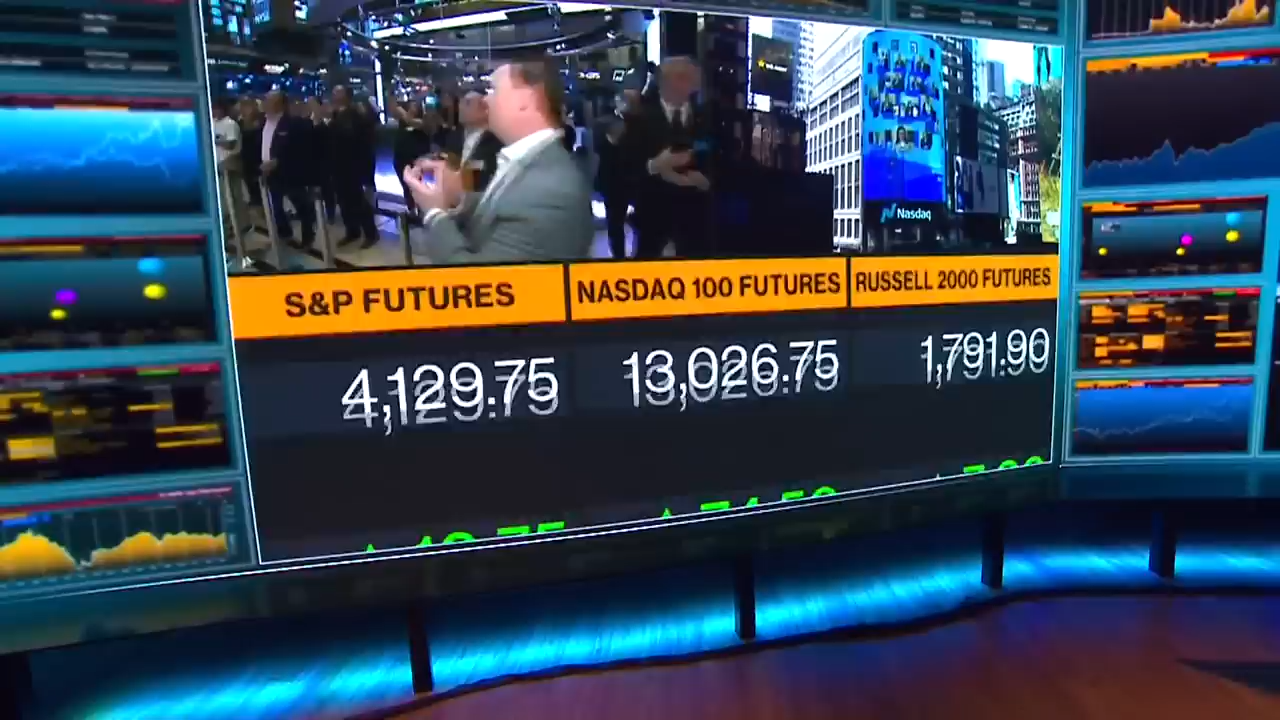 Nasdaq
S&P FUTURES
NASDAQ 100 FUTURES
RUSSELL 2000 FUTURES
4,129.75
13,026.75
1,791.90